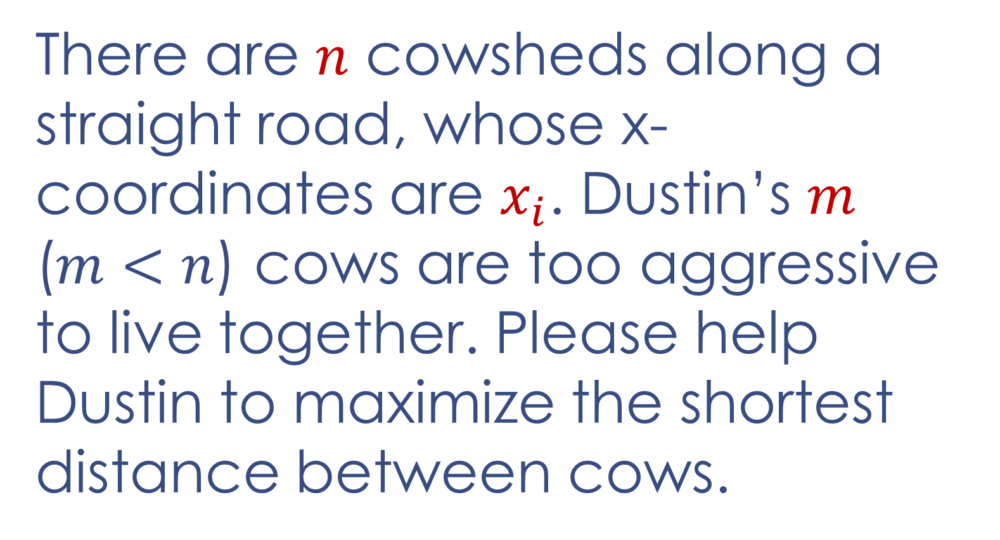 There are n cowsheds along a
straight road, whose x-
coordinates are xᵢ. Dustin’s m
(m < n) cows are too aggressive
to live together. Please help
Dustin to maximize the shortest
distance between cows.